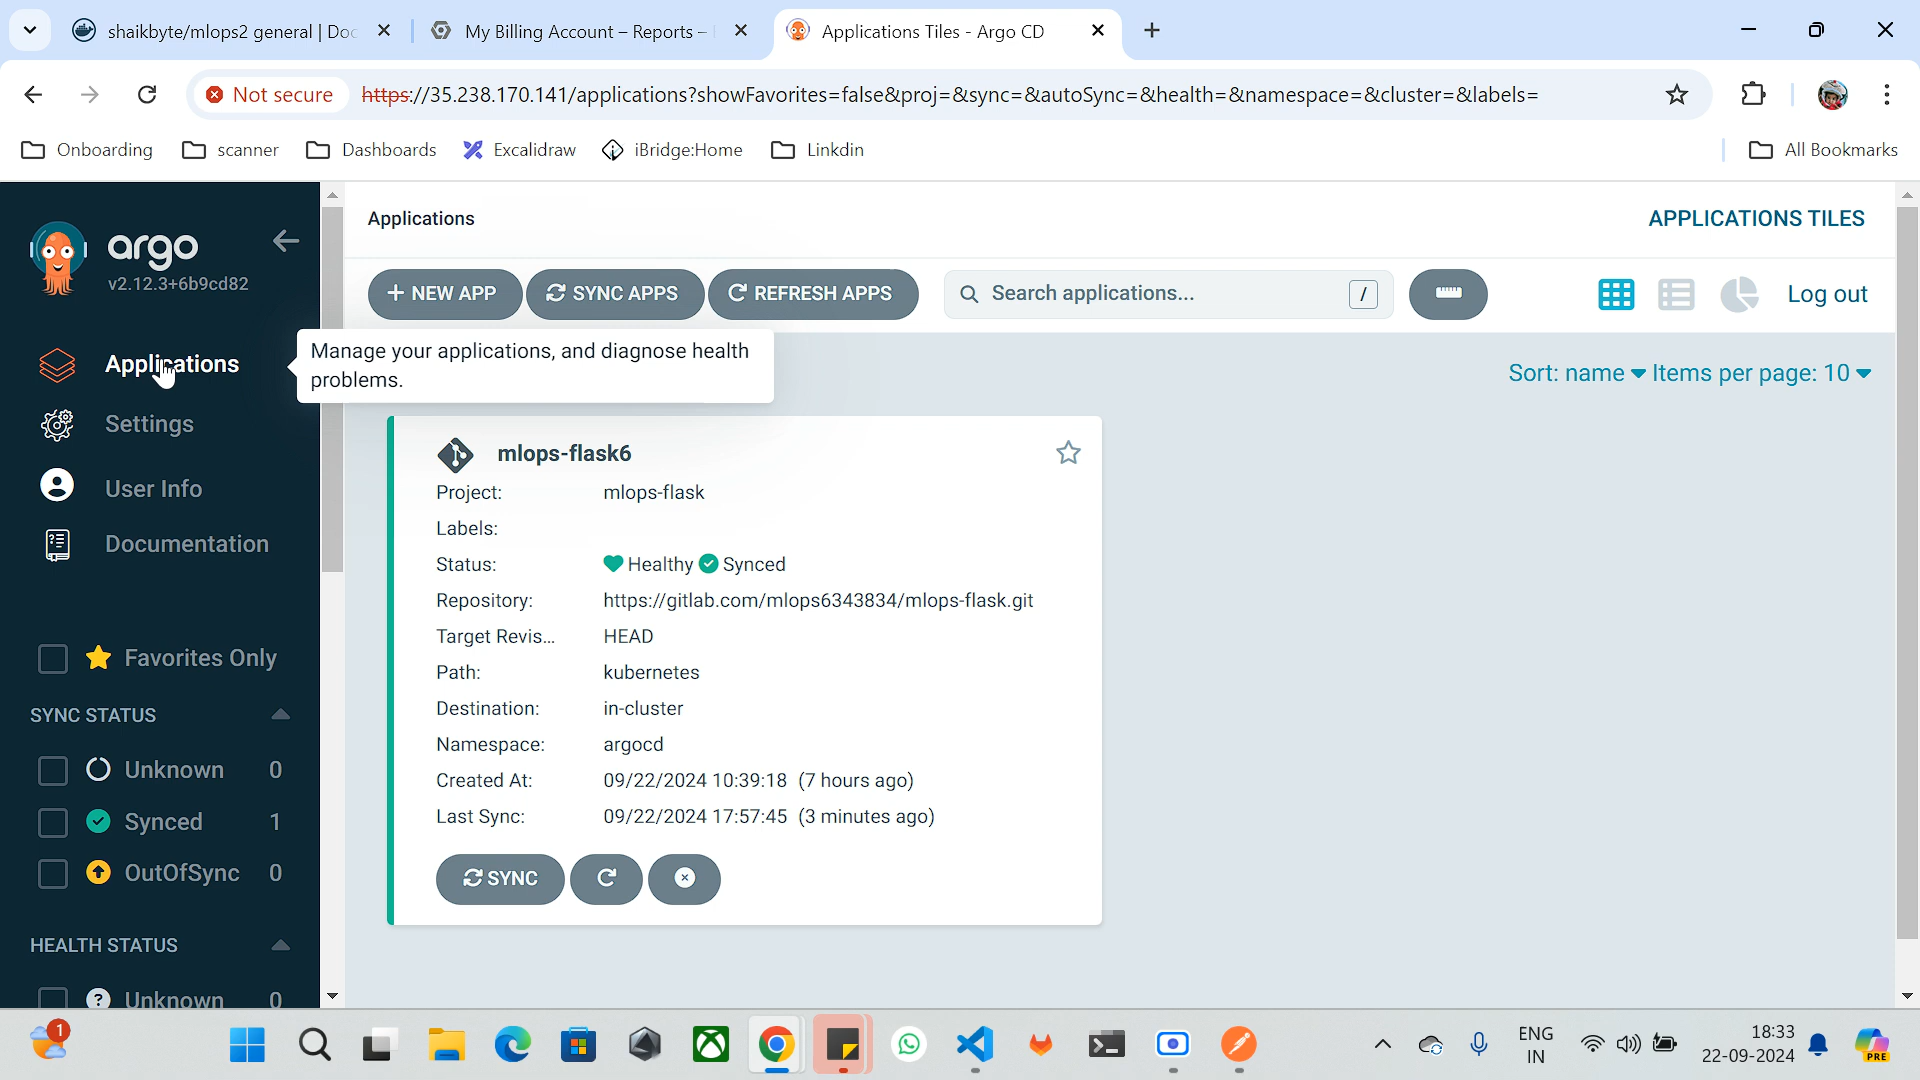 shaikbyte/mlops2 general | Doc
My Billing Account – Reports –
Applications Tiles - Argo CD
Not secure
https://35.238.170.141/applications?showFavorites=false&proj=&sync=&autoSync=&health=&namespace=&cluster=&labels=
Onboarding
scanner
Dashboards
Excalidraw
iBridge:Home
Linkdin
All Bookmarks
argo
v2.12.3+6b9cd82
Applications
Settings
User Info
Documentation
Favorites Only
SYNC STATUS
Unknown 0
Synced 1
OutOfSync 0
HEALTH STATUS
Unknown 0
Applications
APPLICATIONS TILES
+ NEW APP
SYNC APPS
REFRESH APPS
Search applications...
/
Log out
Manage your applications, and diagnose health
problems.
Sort: name
Items per page: 10
mlops-flask6
Project: mlops-flask
Labels:
Status: Healthy Synced
Repository: https://gitlab.com/mlops6343834/mlops-flask.git
Target Revis... HEAD
Path: kubernetes
Destination: in-cluster
Namespace: argocd
Created At: 09/22/2024 10:39:18 (7 hours ago)
Last Sync: 09/22/2024 17:57:45 (3 minutes ago)
SYNC
1
ENG
IN
18:33
22-09-2024
PRE